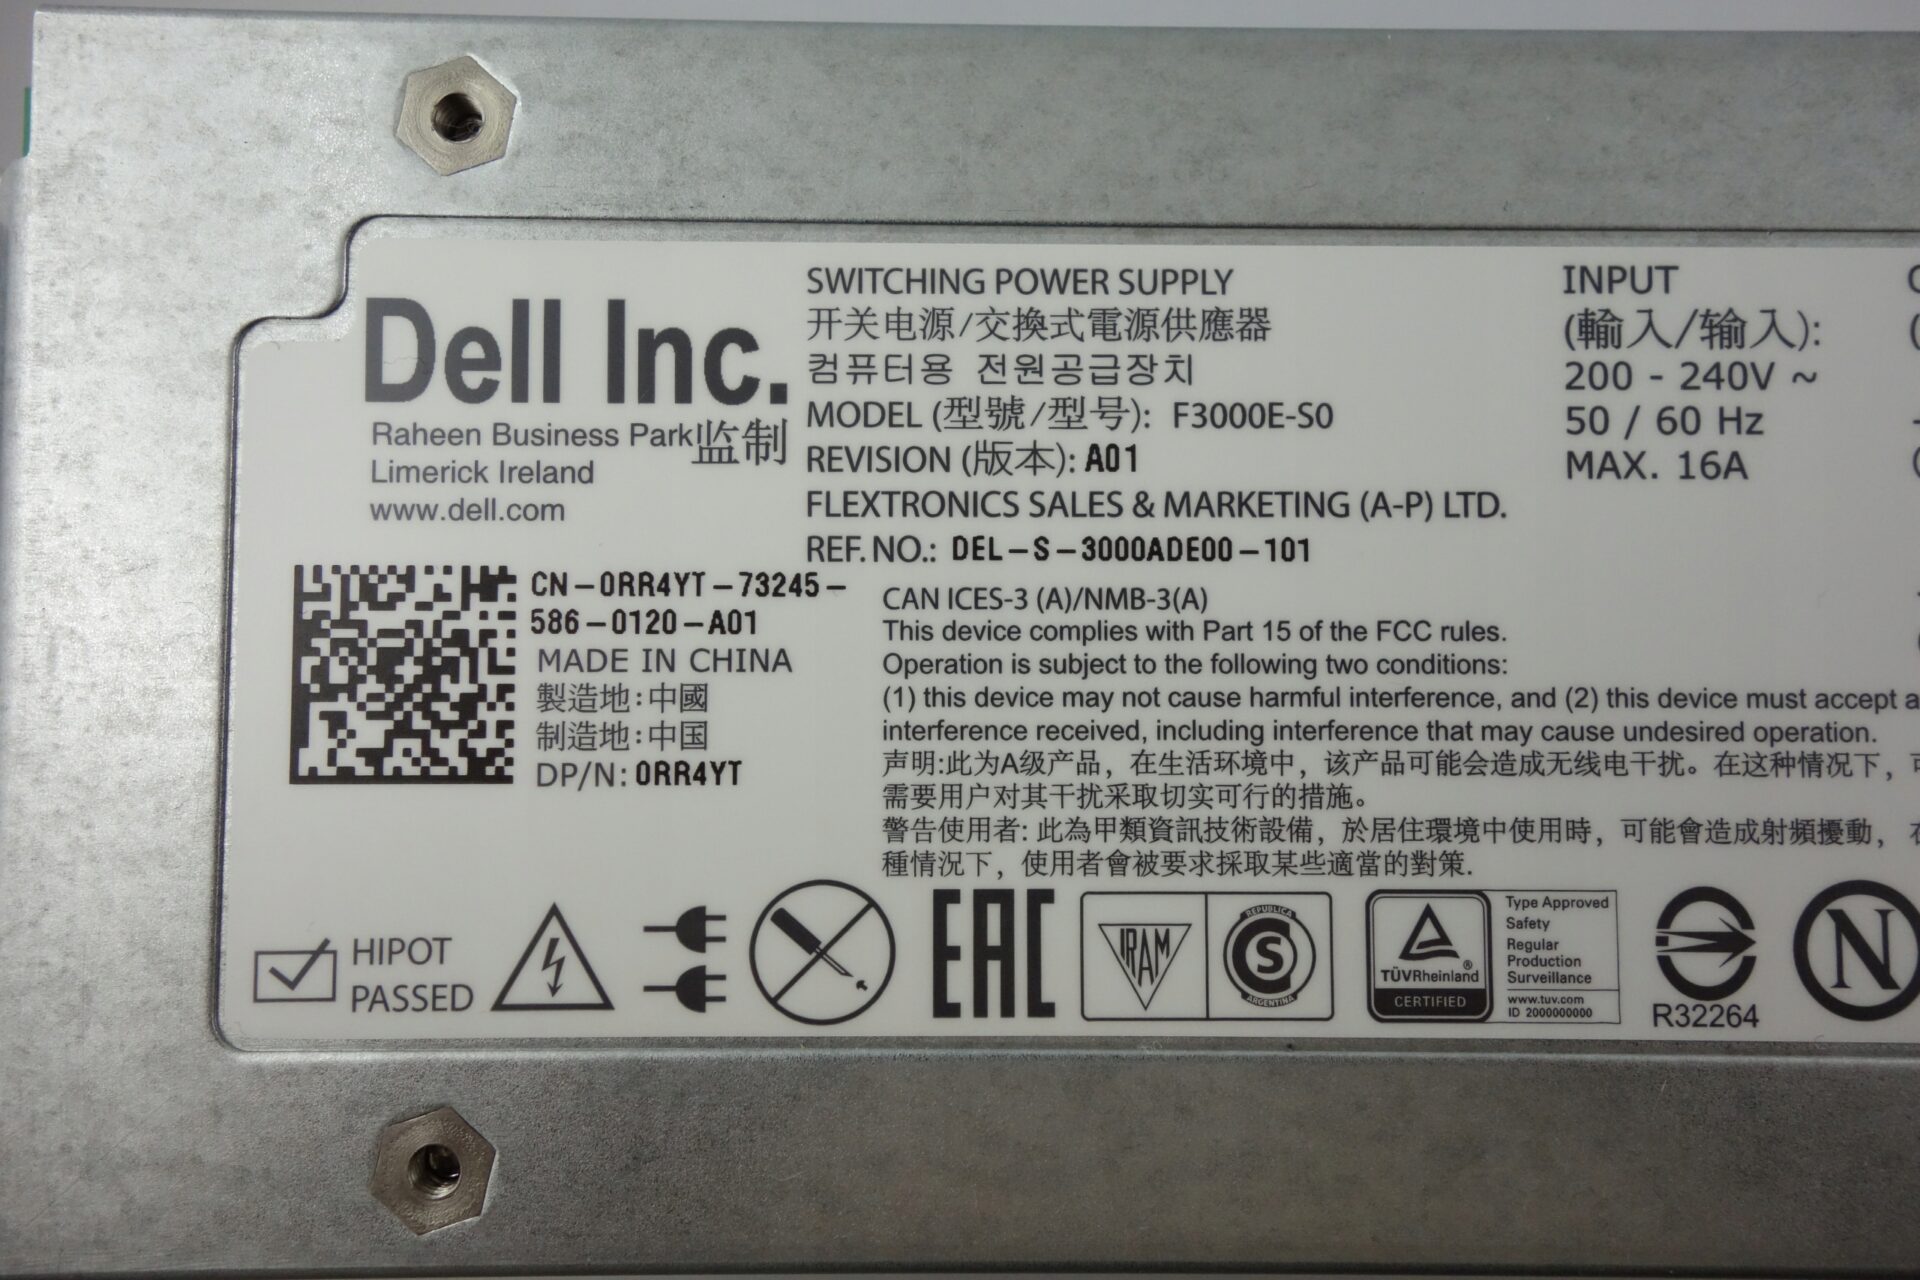 Dell Inc.
Raheen Business Park监制
Limerick Ireland
www.dell.com
SWITCHING POWER SUPPLY
开关电源/交換式電源供應器
컴퓨터용 전원공급장치
MODEL (型號/型号): F3000E-S0
REVISION (版本): A01
FLEXTRONICS SALES & MARKETING (A-P) LTD.
REF. NO.: DEL-S-3000ADE00-101
INPUT
(輸入/输入):
200 - 240V ~
50 / 60 Hz
MAX. 16A
CN-0RR4YT-73245-
586-0120-A01
MADE IN CHINA
製造地:中國
制造地:中国
DP/N: 0RR4YT
CAN ICES-3 (A)/NMB-3(A)
This device complies with Part 15 of the FCC rules.
Operation is subject to the following two conditions:
(1) this device may not cause harmful interference, and (2) this device must accept a
interference received, including interference that may cause undesired operation.
声明:此为A级产品，在生活环境中，该产品可能会造成无线电干扰。在这种情况下，
需要用户对其干扰采取切实可行的措施。
警告使用者: 此為甲類資訊技術設備，於居住環境中使用時，可能會造成射頻擾動，
種情況下，使用者會被要求採取某些適當的對策.
HIPOT
PASSED
EAC
IRAM
REPUBLICA
S
ARGENTINA
TÜVRheinland®
CERTIFIED
Type Approved
Safety
Regular
Production
Surveillance
www.tuv.com
ID 2000000000
R32264
N